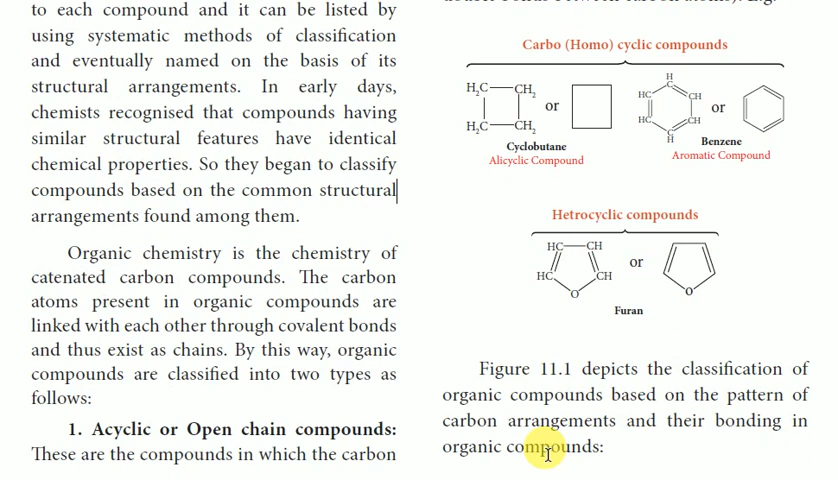 to each compound and it can be listed by
using systematic methods of classification
and eventually named on the basis of its
structural arrangements. In early days,
chemists recognised that compounds having
similar structural features have identical
chemical properties. So they began to classify
compounds based on the common structural
arrangements found among them.
Organic chemistry is the chemistry of
catenated carbon compounds. The carbon
atoms present in organic compounds are
linked with each other through covalent bonds
and thus exist as chains. By this way, organic
compounds are classified into two types as
follows:
1. Acyclic or Open chain compounds:
These are the compounds in which the carbon
Carbo (Homo) cyclic compounds
H₂C CH₂
or
H₂C CH₂
Cyclobutane
Alicyclic Compound
H
C
HC CH
or
HC CH
C
H
Benzene
Aromatic Compound
Hetrocyclic compounds
HC CH
or
HC CH
O O
Furan
Figure 11.1 depicts the classification of
organic compounds based on the pattern of
carbon arrangements and their bonding in
organic compounds: